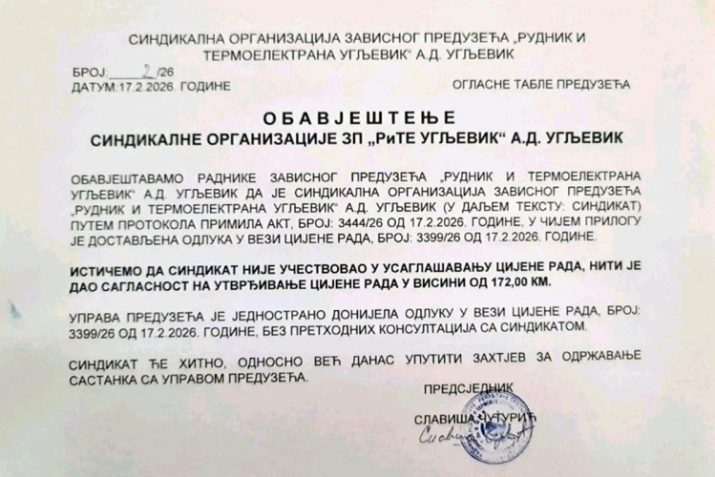 СИНДИКАЛНА ОРГАНИЗАЦИЈА ЗАВИСНОГ ПРЕДУЗЕЋА „РУДНИК И
ТЕРМОЕЛЕКТРАНА УГЉЕВИК“ А.Д. УГЉЕВИК
БРОЈ: 2/26
ДАТУМ:17.2.2026. ГОДИНЕ
ОГЛАСНЕ ТАБЛЕ ПРЕДУЗЕЋА
О Б А В Ј Е Ш Т Е Њ Е
СИНДИКАЛНЕ ОРГАНИЗАЦИЈЕ ЗП „РиТЕ УГЉЕВИК“ А.Д. УГЉЕВИК
ОБАВЈЕШТАВАМО РАДНИКЕ ЗАВИСНОГ ПРЕДУЗЕЋА „РУДНИК И ТЕРМОЕЛЕКТРАНА
УГЉЕВИК“ А.Д. УГЉЕВИК ДА ЈЕ СИНДИКАЛНА ОРГАНИЗАЦИЈА ЗАВИСНОГ ПРЕДУЗЕЋА
„РУДНИК И ТЕРМОЕЛЕКТРАНА УГЉЕВИК“ А.Д. УГЉЕВИК (У ДАЉЕМ ТЕКСТУ: СИНДИКАТ)
ПУТЕМ ПРОТОКОЛА ПРИМИЛА АКТ, БРОЈ: 3444/26 ОД 17.2.2026. ГОДИНЕ, У ЧИЈЕМ ПРИЛОГУ
ЈЕ ДОСТАВЉЕНА ОДЛУКА У ВЕЗИ ЦИЈЕНЕ РАДА, БРОЈ: 3399/26 ОД 17.2.2026. ГОДИНЕ.
ИСТИЧЕМО ДА СИНДИКАТ НИЈЕ УЧЕСТВОВАО У УСАГЛАШАВАЊУ ЦИЈЕНЕ РАДА, НИТИ ЈЕ
ДАО САГЛАСНОСТ НА УТВРЂИВАЊЕ ЦИЈЕНЕ РАДА У ВИСИНИ ОД 172,00 КМ.
УПРАВА ПРЕДУЗЕЋА ЈЕ ЈЕДНОСТРАНО ДОНИЈЕЛА ОДЛУКУ У ВЕЗИ ЦИЈЕНЕ РАДА, БРОЈ:
3399/26 ОД 17.2.2026. ГОДИНЕ, БЕЗ ПРЕТХОДНИХ КОНСУЛТАЦИЈА СА СИНДИКАТОМ.
СИНДИКАТ ЋЕ ХИТНО, ОДНОСНО ВЕЋ ДАНАС УПУТИТИ ЗАХТЈЕВ ЗА ОДРЖАВАЊЕ
САСТАНКА СА УПРАВОМ ПРЕДУЗЕЋА.
ПРЕДСЈЕДНИК
СЛАВИША ЧУТУРИЋ